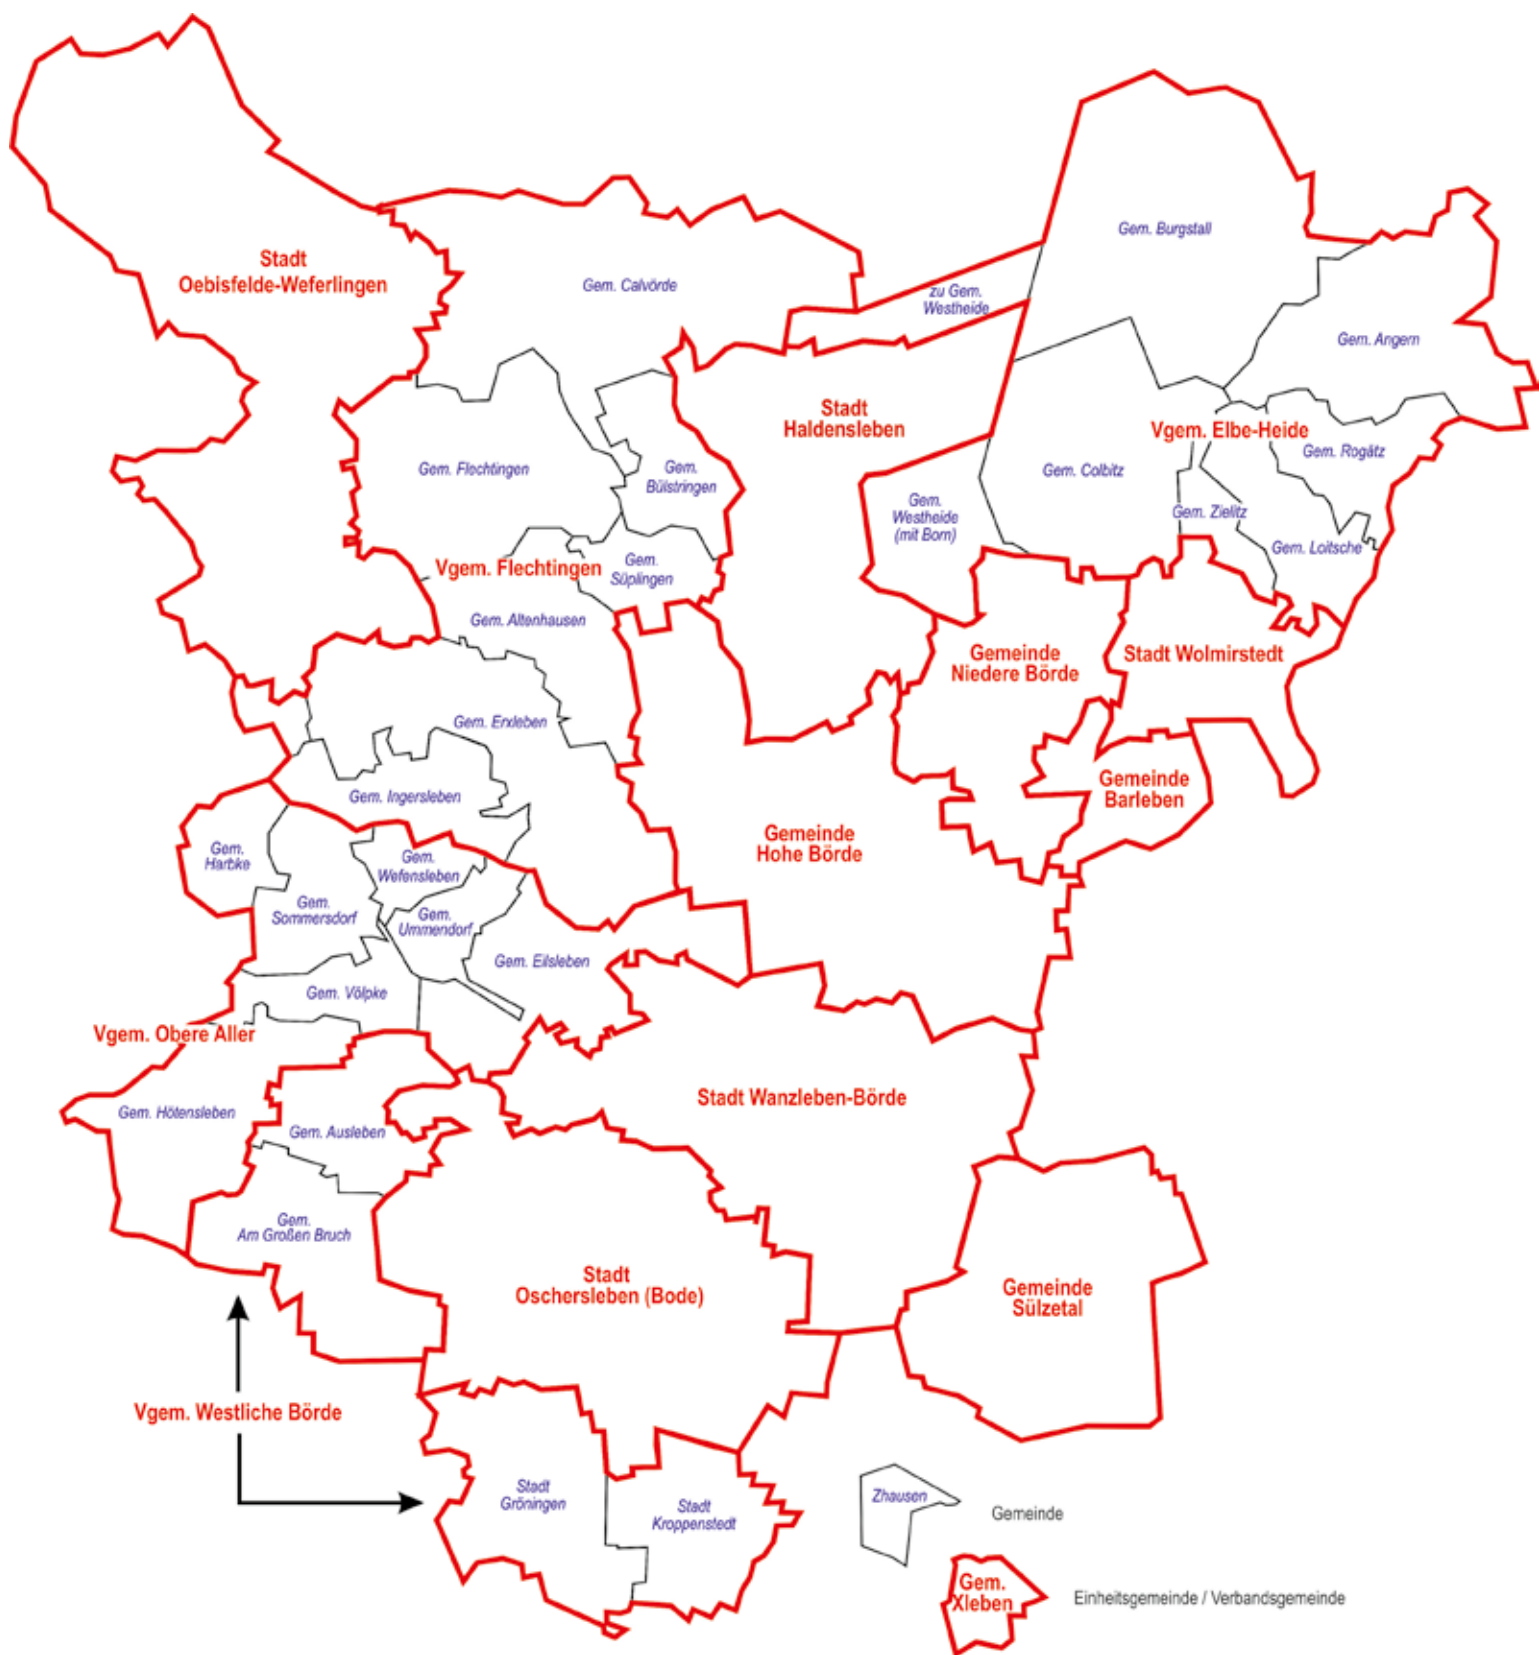 Gem. Burgstall
Stadt
Oebisfelde-Weferlingen
Gem. Calvörde
zu Gem.
Westheide
Gem. Angern
Stadt
Haldensleben
Vgem. Elbe-Heide
Gem. Rogätz
Gem. Flechtingen
Gem.
Bülstringen
Gem. Colbitz
Gem.
Westheide
(mit Born)
Gem. Zielitz
Gem. Loitsche
Vgem. Flechtingen
Gem.
Süplingen
Gem. Altenhausen
Gemeinde
Niedere Börde
Stadt Wolmirstedt
Gem. Erxleben
Gem. Ingersleben
Gemeinde
Barleben
Gemeinde
Hohe Börde
Gem.
Harbke
Gem.
Wefensleben
Gem.
Sommersdorf
Gem.
Ummendorf
Gem. Eilsleben
Gem. Völpke
Vgem. Obere Aller
Stadt Wanzleben-Börde
Gem. Hötensleben
Gem. Ausleben
Gem.
Am Großen Bruch
Stadt
Oschersleben (Bode)
Gemeinde
Sülzetal
Vgem. Westliche Börde
Stadt
Gröningen
Stadt
Kroppenstedt
Zhausen
Gemeinde
Gem.
Xleben
Einheitsgemeinde / Verbandsgemeinde